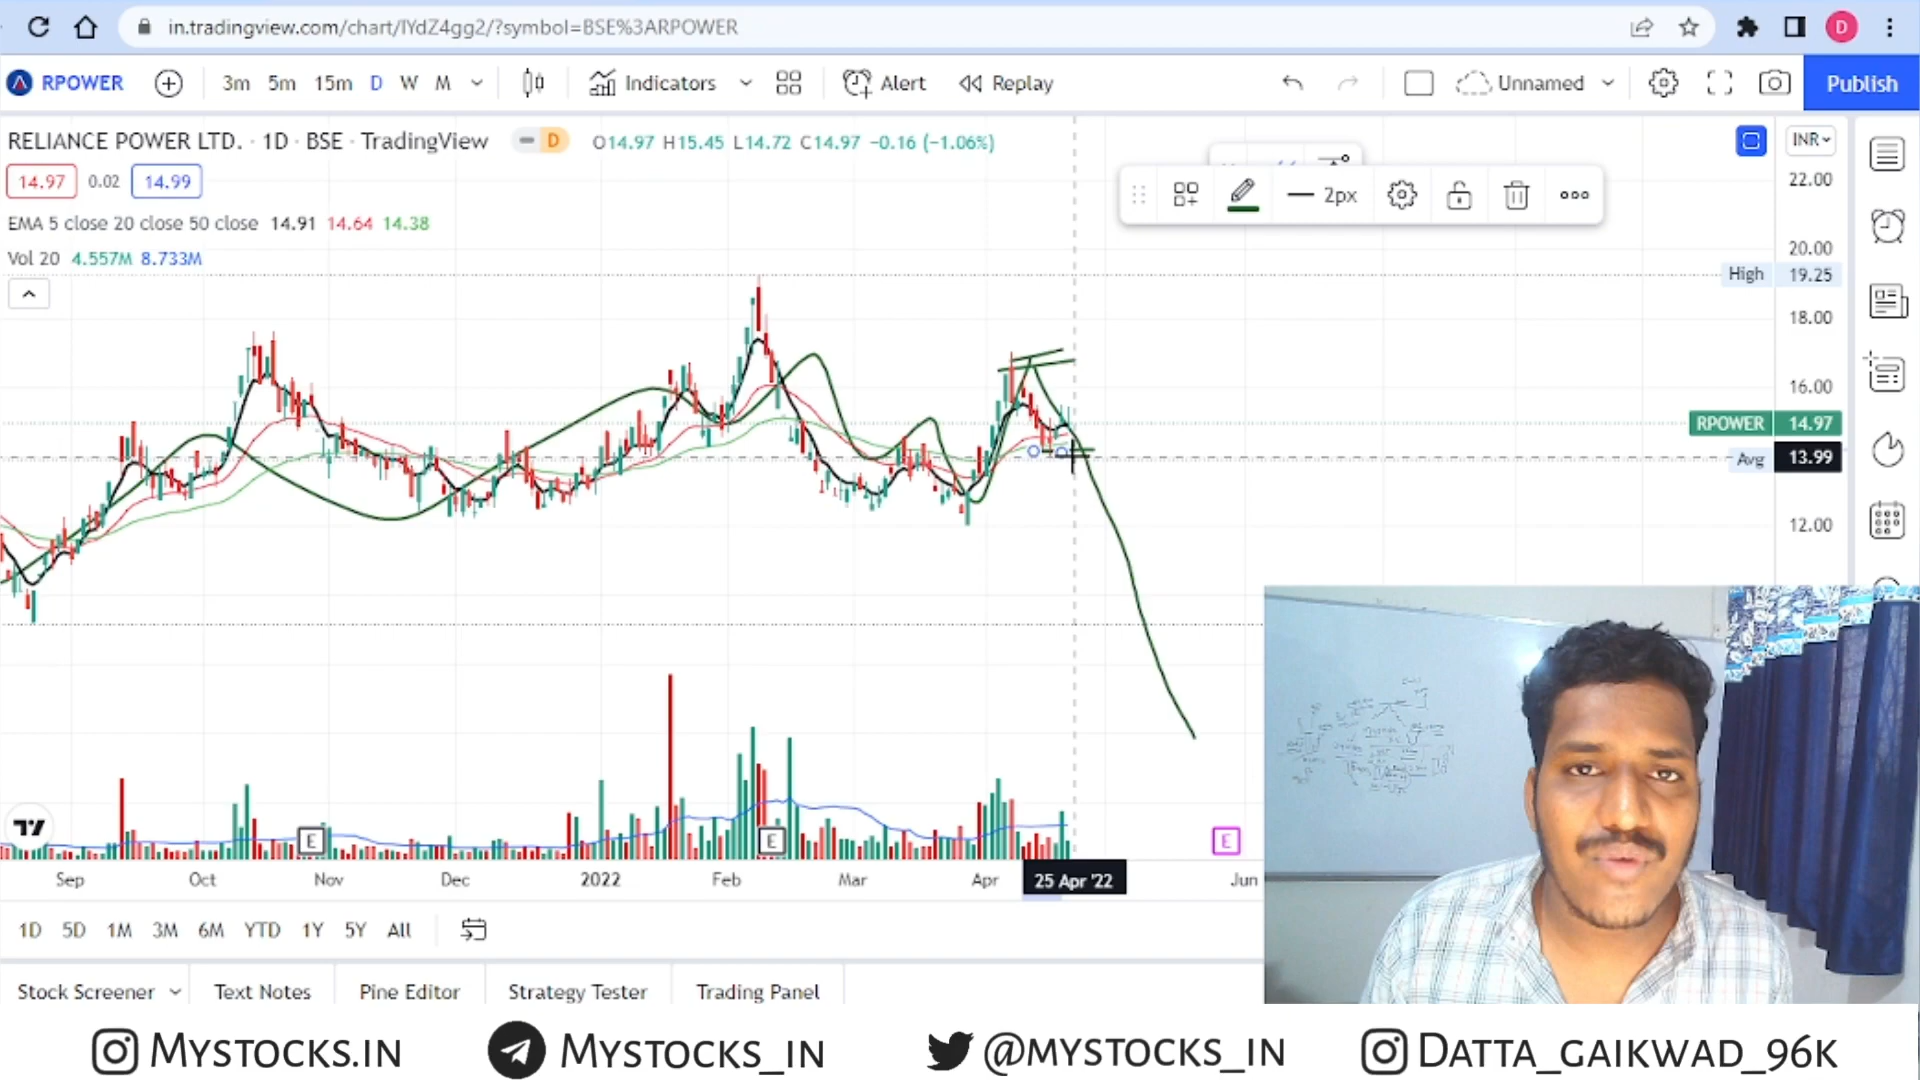 in.tradingview.com/chart/lYdZ4gg2/?symbol=BSE%3ARPOWER
D
RPOWER 3m 5m 15m D W M Indicators Alert Replay Unnamed Publish
RELIANCE POWER LTD. · 1D · BSE · TradingView D O14.97 H15.45 L14.72 C14.97 −0.16 (−1.06%)
INR
14.97 0.02 14.99
2px
22.00
EMA 5 close 20 close 50 close 14.91 14.64 14.38
20.00
Vol 20 4.557M 8.733M
High 19.25
18.00
16.00
RPOWER 14.97
Avg 13.99
12.00
E E E
Sep Oct Nov Dec 2022 Feb Mar Apr 25 Apr '22 Jun
1D 5D 1M 3M 6M YTD 1Y 5Y All
Stock Screener Text Notes Pine Editor Strategy Tester Trading Panel
Mystocks.in Mystocks_in @mystocks_in Datta_gaikwad_96k